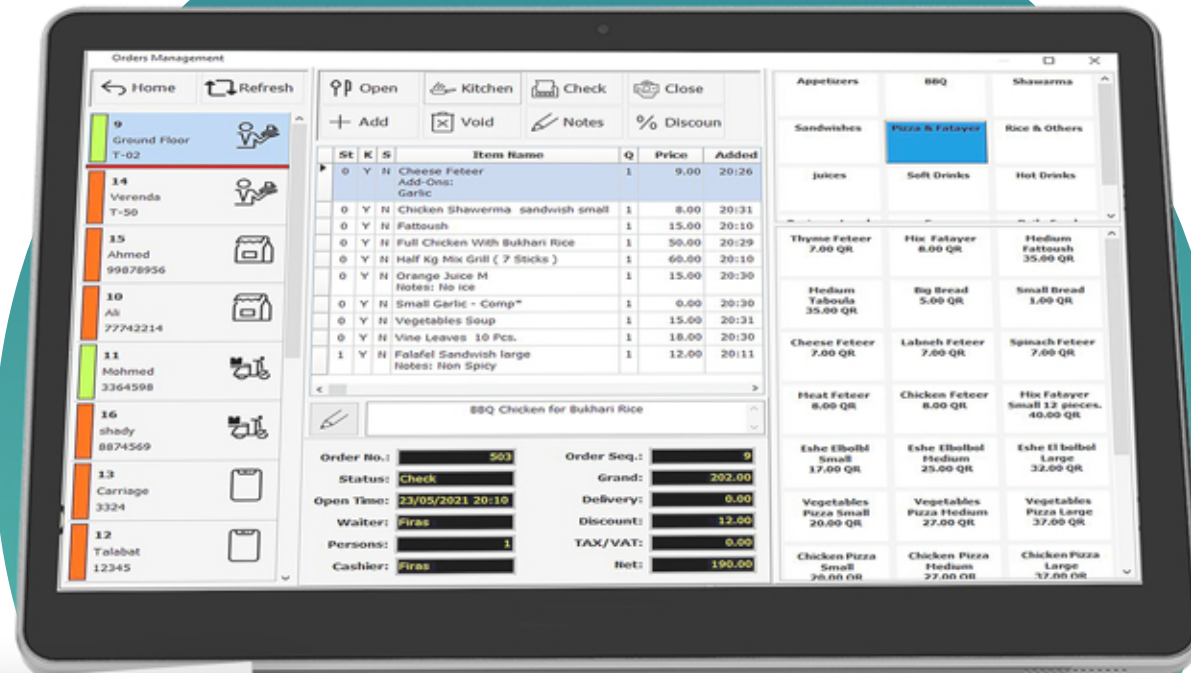 Orders Management
Home
Refresh
9
Ground Floor
T-02
14
Verenda
T-50
15
Ahmed
99878956
10
Ali
77742214
11
Mohmed
3364598
16
shady
8874569
13
Carriage
3324
12
Talabat
12345
Open
Kitchen
Check
Close
Add
Void
Notes
% Discoun
St K S Item Name Q Price Added
0 Y N Cheese Feteer 1 9.00 20:26
Add-Ons:
Garlic
0 Y N Chicken Shawerma sandwish small 1 8.00 20:31
0 Y N Fattoush 1 15.00 20:10
0 Y N Full Chicken With Bukhari Rice 1 50.00 20:29
0 Y N Half Kg Mix Grill ( 7 Sticks ) 1 60.00 20:10
0 Y N Orange Juice M 1 15.00 20:30
Notes: No ice
0 Y N Small Garlic - Comp* 1 0.00 20:30
0 Y N Vegetables Soup 1 15.00 20:31
0 Y N Vine Leaves 10 Pcs. 1 18.00 20:30
1 Y N Falafel Sandwish large 1 12.00 20:11
Notes: Non Spicy
BBQ Chicken for Bukhari Rice
Order No.: 503 Order Seq.: 9
Status: Check Grand: 202.00
Open Time: 23/05/2021 20:10 Delivery: 0.00
Waiter: Firas Discount: 12.00
Persons: 1 TAX/VAT: 0.00
Cashier: Firas Net: 190.00
Appetizers
BBQ
Shawarma
Sandwishes
Pizza & Fatayer
Rice & Others
juices
Soft Drinks
Hot Drinks
Thyme Feteer
7.00 QR
Mix Fatayer
8.00 QR
Medium
Fattoush
35.00 QR
Medium
Taboula
35.00 QR
Big Bread
5.00 QR
Small Bread
1.00 QR
Cheese Feteer
7.00 QR
Labneh Feteer
7.00 QR
Spinach Feteer
7.00 QR
Meat Feteer
8.00 QR
Chicken Feteer
8.00 QR
Mix Fatayer
Small 12 pieces.
40.00 QR
Eshe Elbolbl
Small
17.00 QR
Eshe Elbolbol
Medium
25.00 QR
Eshe El bolbol
Large
32.00 QR
Vegetables
Pizza Small
20.00 QR
Vegetables
Pizza Medium
27.00 QR
Vegetables
Pizza Large
37.00 QR
Chicken Pizza
Small
20.00 QR
Chicken Pizza
Medium
27.00 QR
Chicken Pizza
Large
37.00 QR